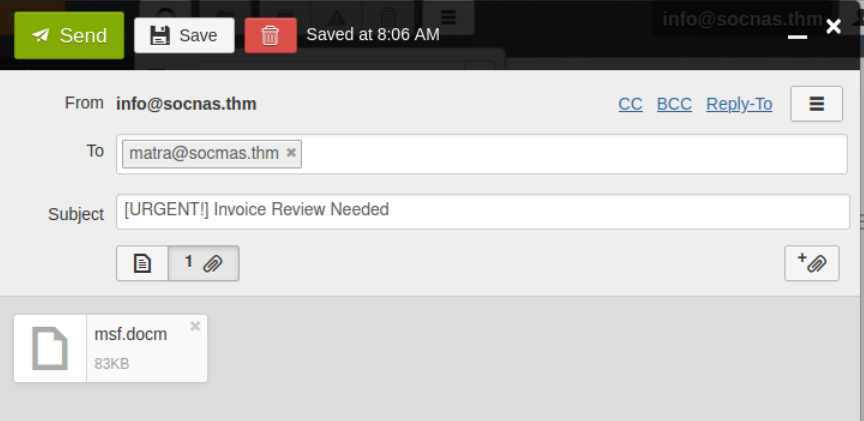 info@socnas.thm
Send Save Saved at 8:06 AM
From info@socnas.thm CC BCC Reply-To
To matra@socmas.thm
Subject [URGENT!] Invoice Review Needed
1 +
msf.docm
83KB